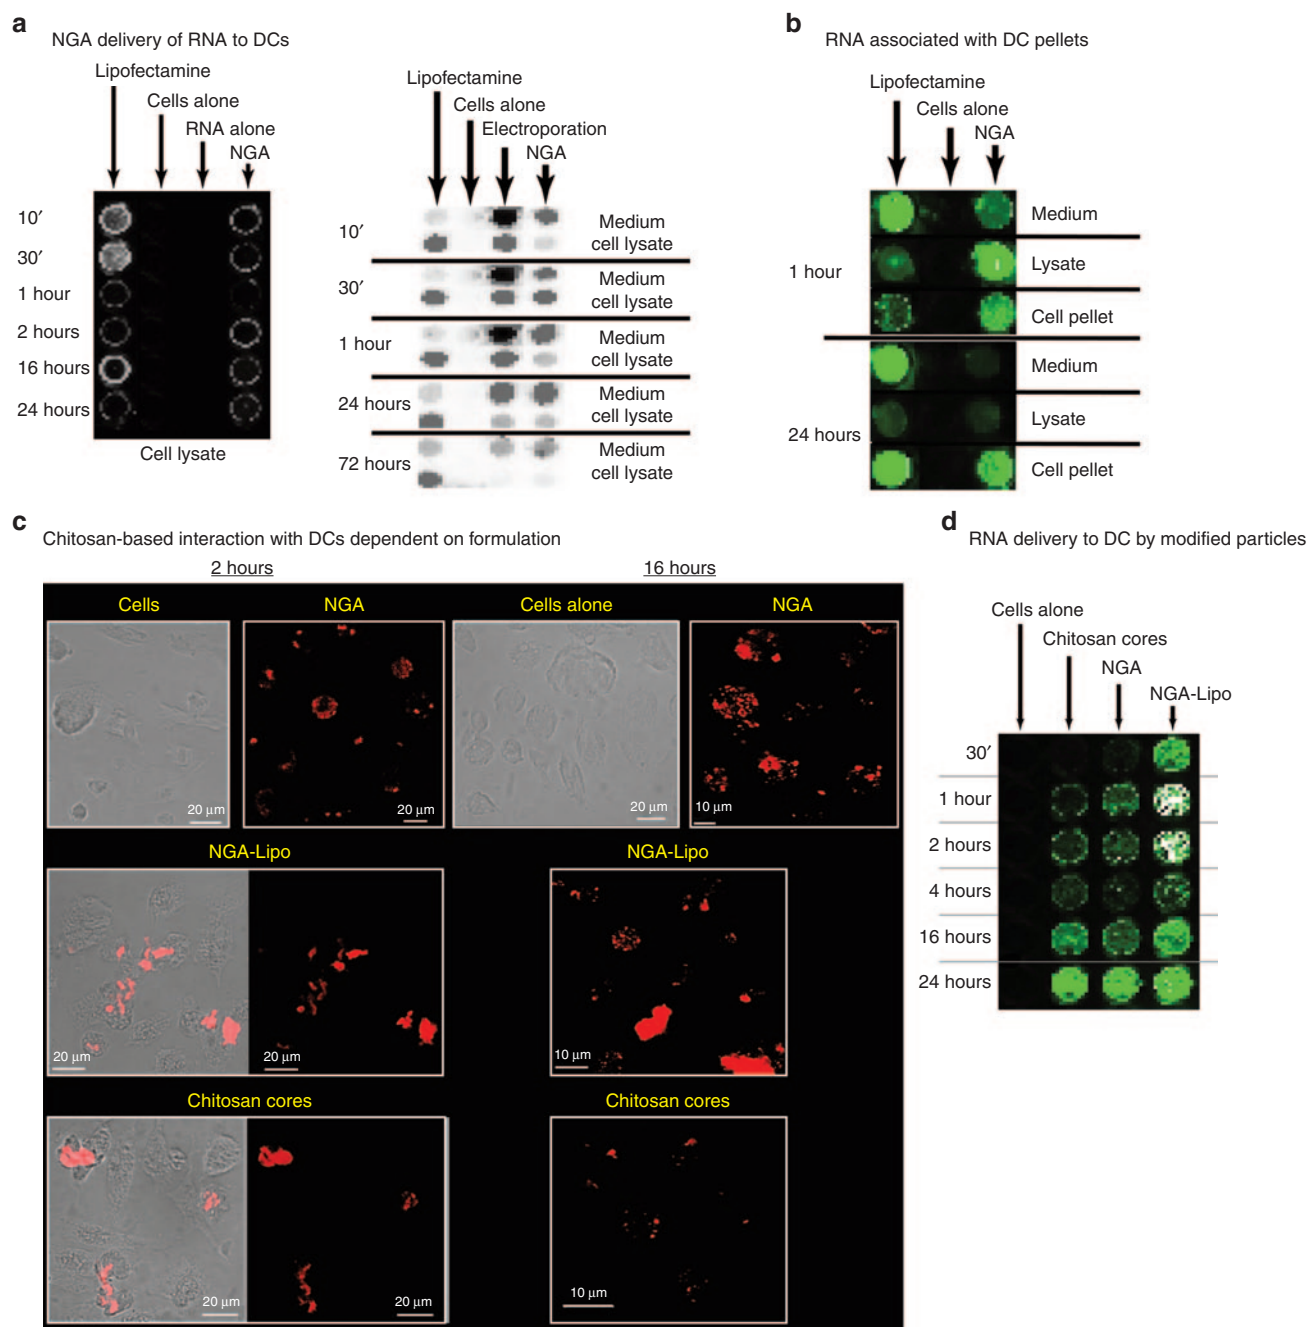 a
NGA delivery of RNA to DCs
Lipofectamine
Cells alone
RNA alone
NGA
10′
30′
1 hour
2 hours
16 hours
24 hours
Cell lysate
Lipofectamine
Cells alone
Electroporation
NGA
10′
Medium
cell lysate
30′
Medium
cell lysate
1 hour
Medium
cell lysate
24 hours
Medium
cell lysate
72 hours
Medium
cell lysate
b
RNA associated with DC pellets
Lipofectamine
Cells alone
NGA
1 hour
Medium
Lysate
Cell pellet
24 hours
Medium
Lysate
Cell pellet
c
Chitosan-based interaction with DCs dependent on formulation
2 hours
16 hours
Cells
NGA
Cells alone
NGA
20 μm
20 μm
20 μm
10 μm
NGA-Lipo
NGA-Lipo
20 μm
20 μm
10 μm
Chitosan cores
Chitosan cores
20 μm
20 μm
10 μm
d
RNA delivery to DC by modified particles
Cells alone
Chitosan cores
NGA
NGA-Lipo
30′
1 hour
2 hours
4 hours
16 hours
24 hours